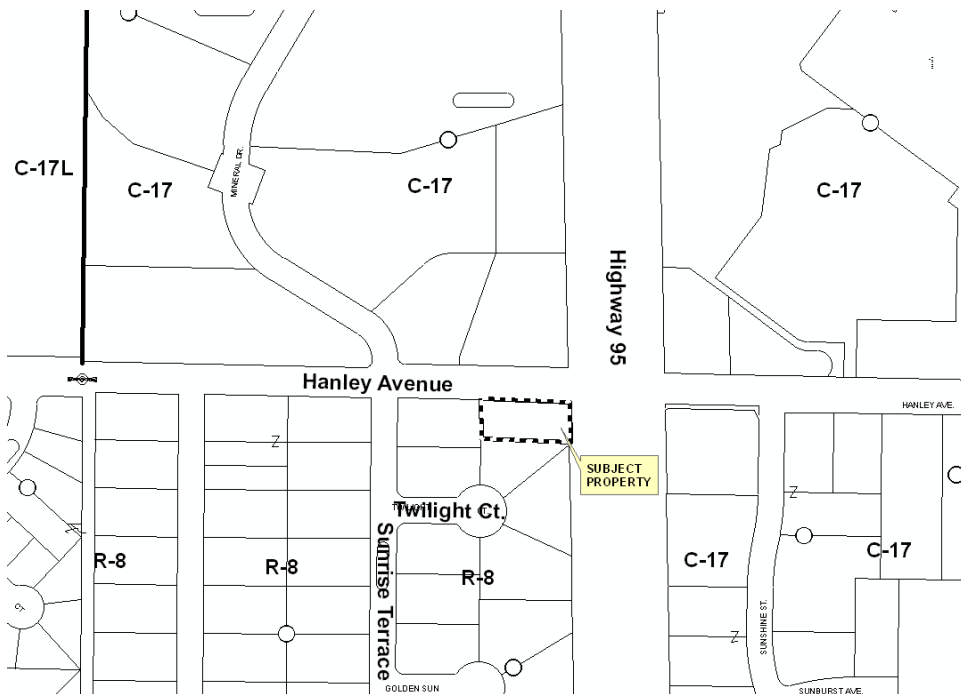 C-17L
C-17
MINERAL DR.
C-17
C-17
Highway 95
Hanley Avenue
HANLEY AVE.
Z
SUBJECT
PROPERTY
Z
Twilight Ct.
Sunrise Terrace
R-8
R-8
R-8
C-17
C-17
CT.
SUNSHINE ST.
Z
GOLDEN SUN
SUNBURST AVE.